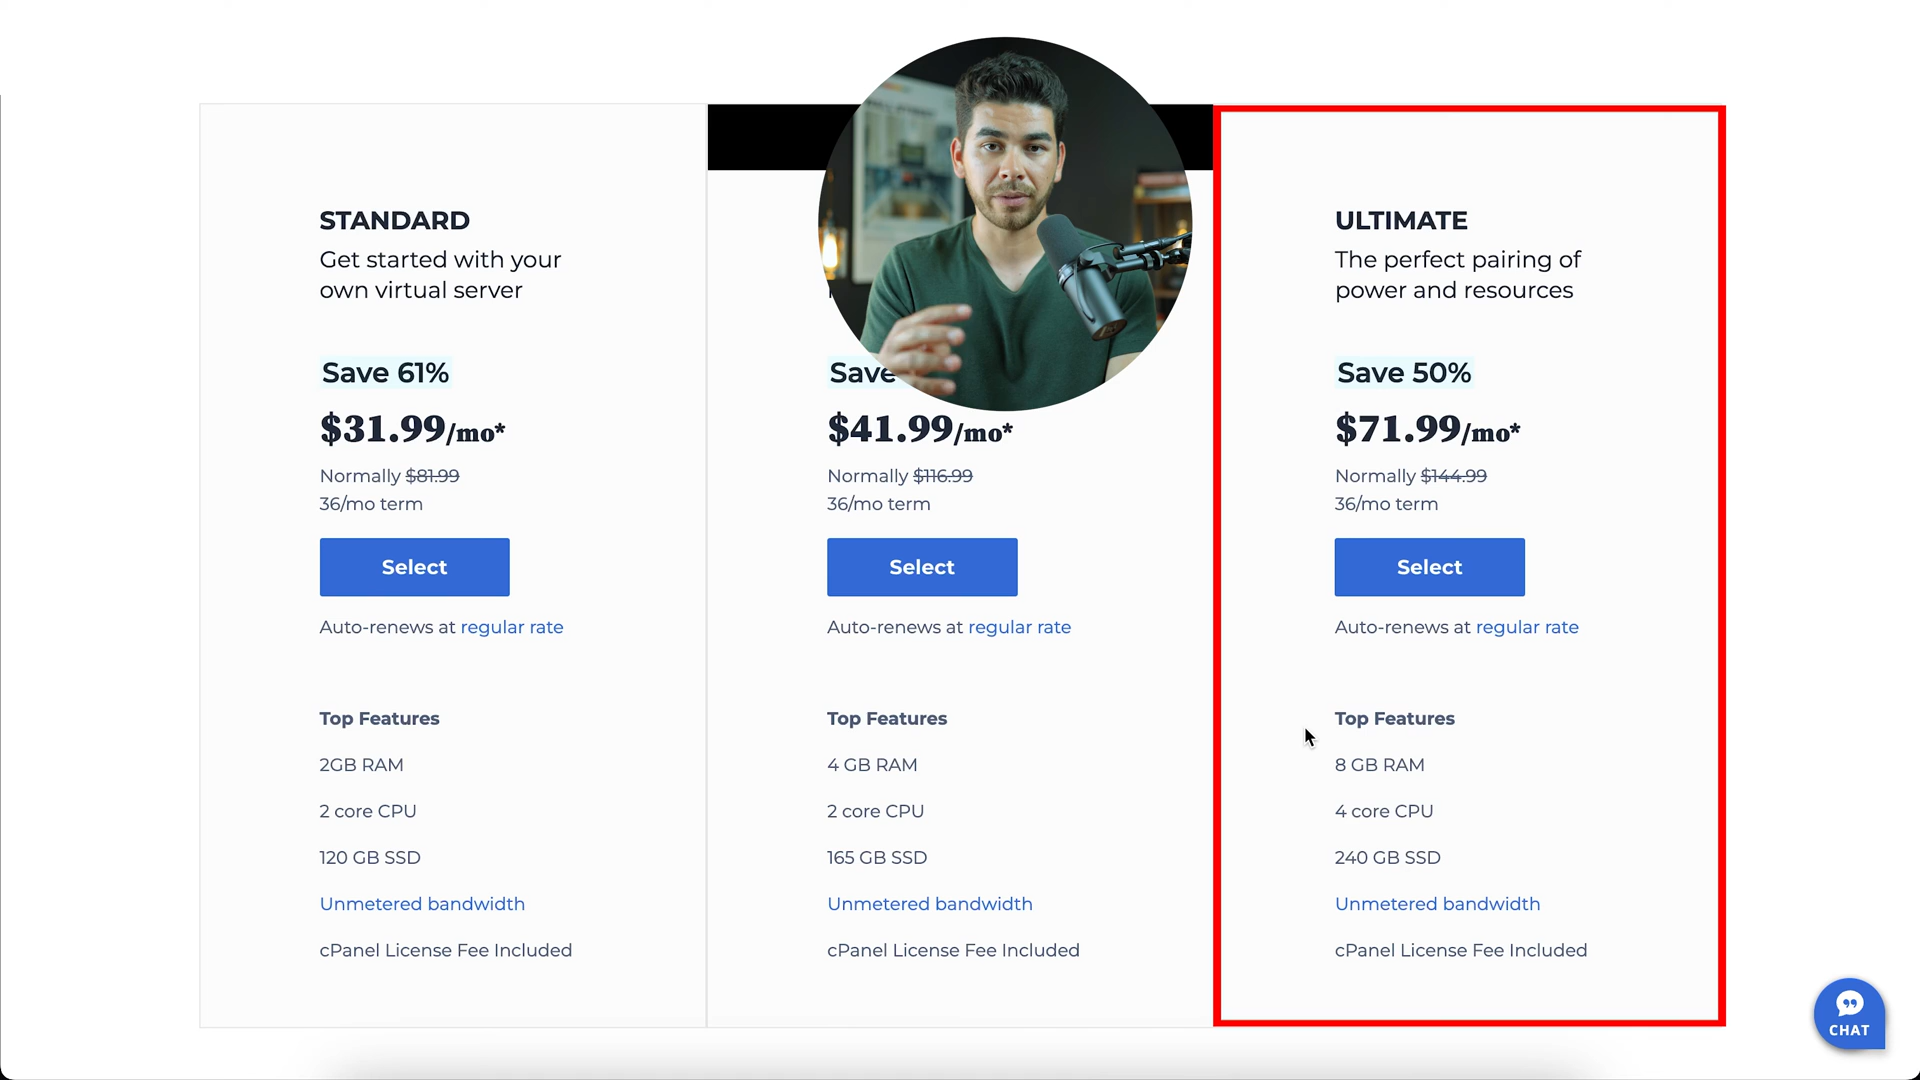 STANDARD
Get started with your
own virtual server
Save 61%
$31.99/mo*
Normally $81.99
36/mo term
Select
Auto-renews at regular rate
Top Features
2GB RAM
2 core CPU
120 GB SSD
Unmetered bandwidth
cPanel License Fee Included
Save
$41.99/mo*
Normally $116.99
36/mo term
Select
Auto-renews at regular rate
Top Features
4 GB RAM
2 core CPU
165 GB SSD
Unmetered bandwidth
cPanel License Fee Included
ULTIMATE
The perfect pairing of
power and resources
Save 50%
$71.99/mo*
Normally $144.99
36/mo term
Select
Auto-renews at regular rate
Top Features
8 GB RAM
4 core CPU
240 GB SSD
Unmetered bandwidth
cPanel License Fee Included
CHAT